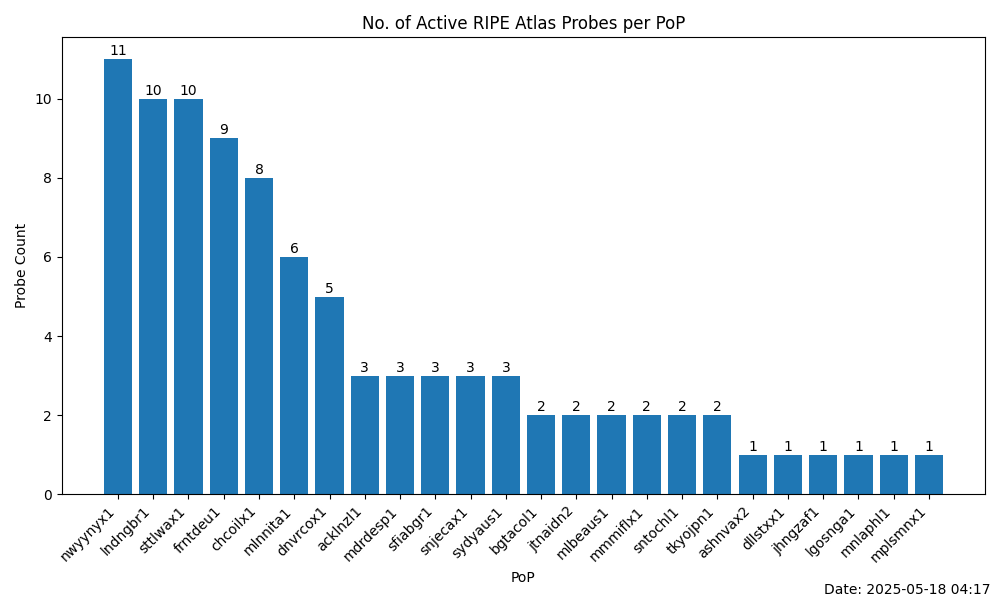 No. of Active RIPE Atlas Probes per PoP
11
10
10
9
8
6
5
3
3
3
3
3
2
2
2
2
2
2
1
1
1
1
1
1
Probe Count
10
8
6
4
2
0
nwyynyx1
lndngbr1
sttlwax1
frntdeu1
chcoilx1
mlnnita1
dnvrcox1
acklnzl1
mdrdesp1
sfiabgr1
snjecax1
sydyaus1
bgtacol1
jtnaidn2
mlbeaus1
mmmiflx1
sntochl1
tkyojpn1
ashnvax2
dllstxx1
jhngzaf1
lgosnga1
mnlaphl1
mplsmnx1
PoP
Date: 2025-05-18 04:17